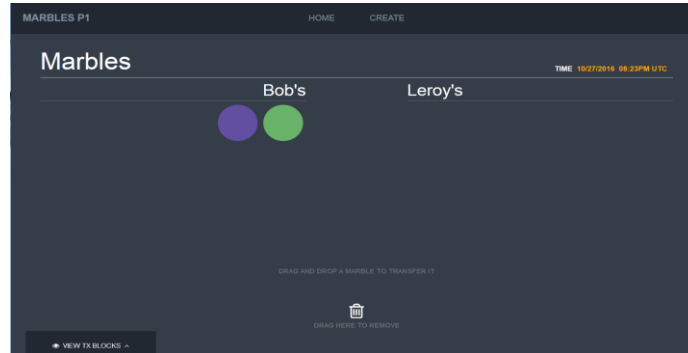 MARBLES P1 HOME CREATE
Marbles
TIME 10/27/2016 08:23PM UTC
Bob's Leroy's
DRAG AND DROP A MARBLE TO TRANSFER IT
DRAG HERE TO REMOVE
VIEW TX BLOCKS